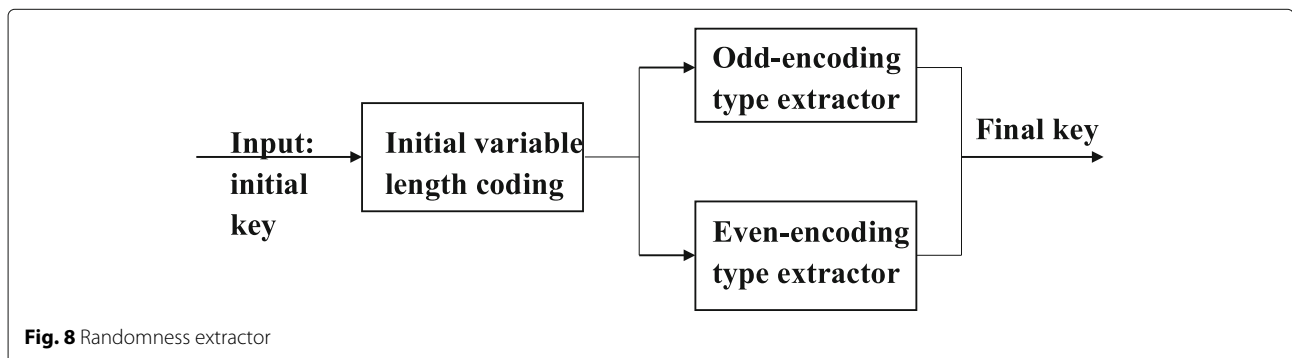 Input:
initial
key
Initial variable
length coding
Odd-encoding
type extractor
Even-encoding
type extractor
Final key
Fig. 8 Randomness extractor